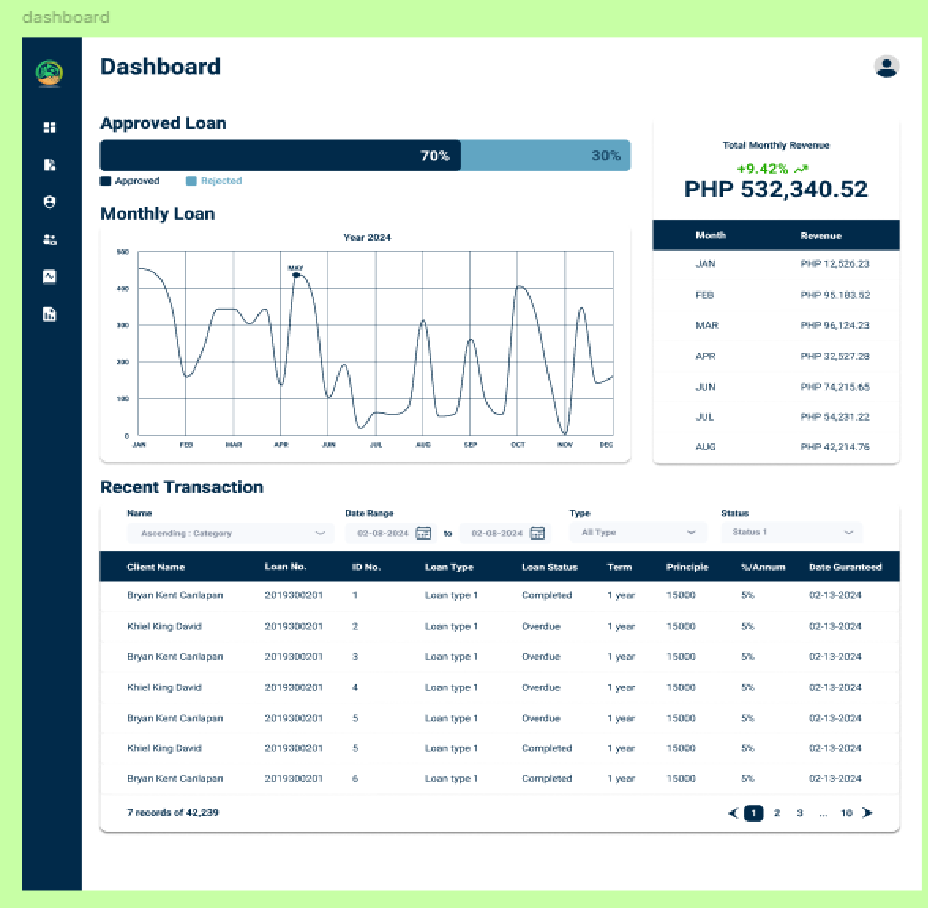 dashboard
Dashboard
Approved Loan
70%
30%
Approved
Rejected
Monthly Loan
Year 2024
500
400
300
200
100
0
MAY
JAN FEB MAR APR JUN JUL AUG SEP OCT NOV DEC
Total Monthly Revenue
+9.42%
PHP 532,340.52
Month Revenue
JAN PHP 12,526.23
FEB PHP 95,183.52
MAR PHP 96,124.23
APR PHP 32,527.23
JUN PHP 74,215.65
JUL PHP 54,231.22
AUG PHP 42,214.76
Recent Transaction
Name Date Range Type Status
Ascending : Category 02-08-2024 to 02-08-2024 All Type Status 1
Client Name Loan No. ID No. Loan Type Loan Status Term Principle %/Annum Date Guranteed
Bryan Kent Canlapan 2019300201 1 Loan type 1 Completed 1 year 15000 5% 02-13-2024
Khiel King David 2019300201 2 Loan type 1 Overdue 1 year 15000 5% 02-13-2024
Bryan Kent Canlapan 2019300201 3 Loan type 1 Overdue 1 year 15000 5% 02-13-2024
Khiel King David 2019300201 4 Loan type 1 Overdue 1 year 15000 5% 02-13-2024
Bryan Kent Canlapan 2019300201 5 Loan type 1 Overdue 1 year 15000 5% 02-13-2024
Khiel King David 2019300201 5 Loan type 1 Completed 1 year 15000 5% 02-13-2024
Bryan Kent Canlapan 2019300201 6 Loan type 1 Completed 1 year 15000 5% 02-13-2024
7 records of 42,239
1 2 3 ... 10